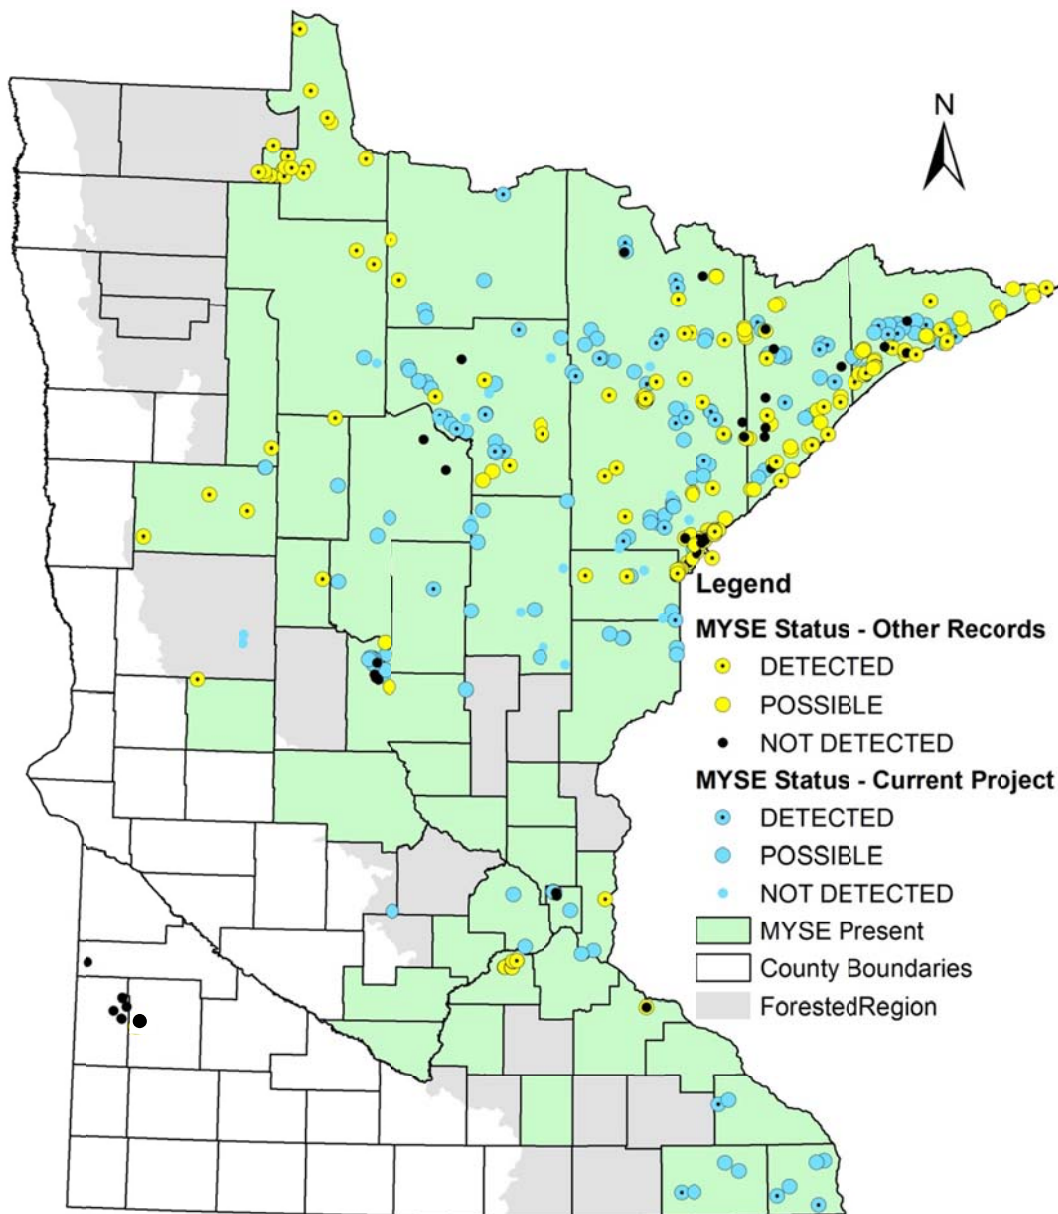 N
Legend
MYSE Status - Other Records
DETECTED
POSSIBLE
NOT DETECTED
MYSE Status - Current Project
DETECTED
POSSIBLE
NOT DETECTED
MYSE Present
County Boundaries
ForestedRegion